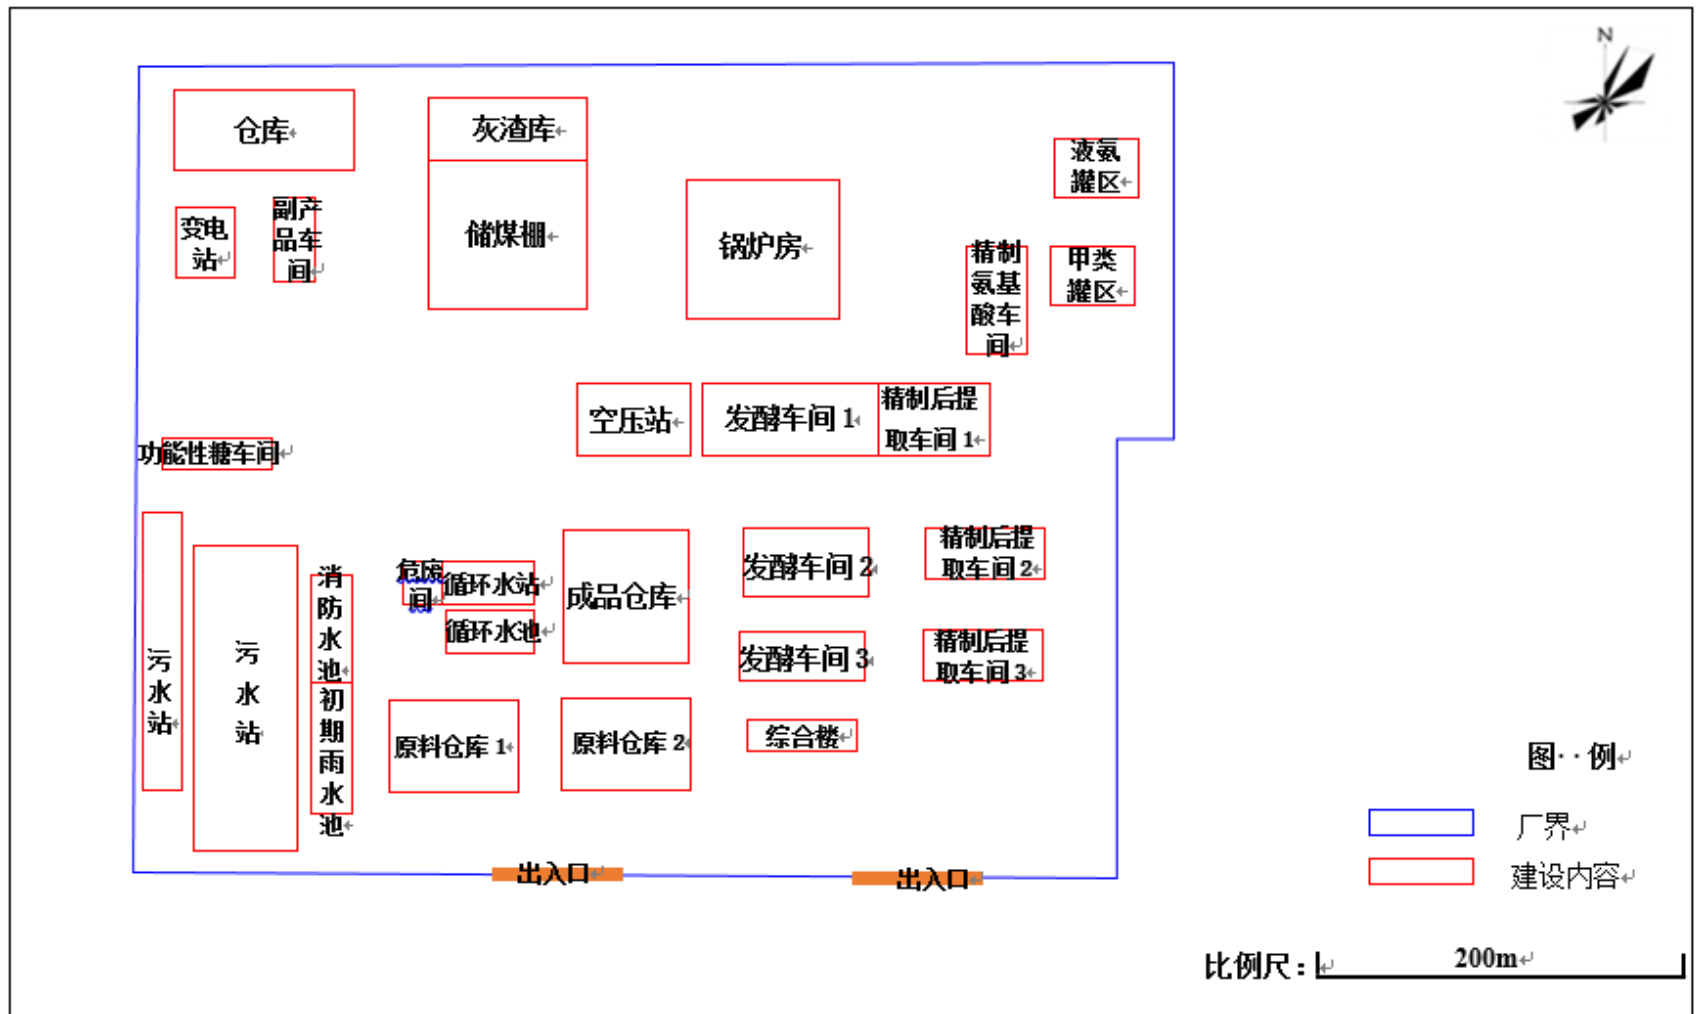 N
仓库
灰渣库
液氨
罐区
变电
站
副产
品车
间
储煤棚
锅炉房
精制
氨基
酸车
间
甲类
罐区
空压站
发酵车间 1
精制后提
取车间 1
功能性糖车间
污
水
站
污
水
站
消
防
水
池
初
期
雨
水
池
危废
间
循环水站
循环水池
成品仓库
发酵车间 2
精制后提
取车间 2
发酵车间 3
精制后提
取车间 3
原料仓库 1
原料仓库 2
综合楼
出入口
出入口
图··例
厂界
建设内容
比例尺：
200m